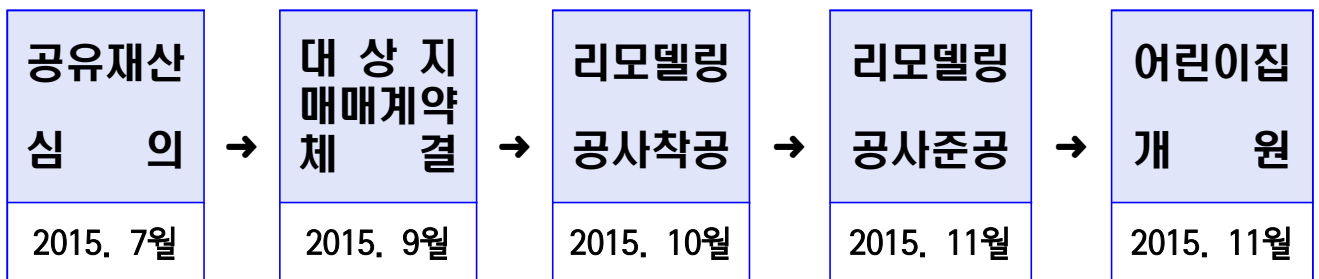 공유재산
심 의
2015. 7월
➜
대 상 지
매매계약
체 결
2015. 9월
➜
리모델링
공사착공
2015. 10월
➜
리모델링
공사준공
2015. 11월
➜
어린이집
개 원
2015. 11월